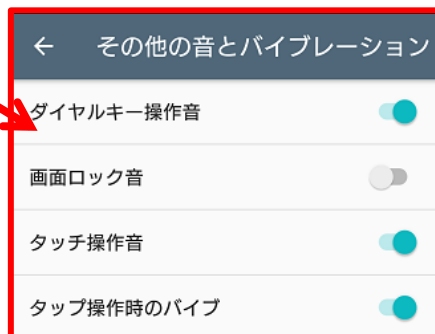 その他の音とバイブレーション
ダイヤルキー操作音
画面ロック音
タッチ操作音
タップ操作時のバイブ